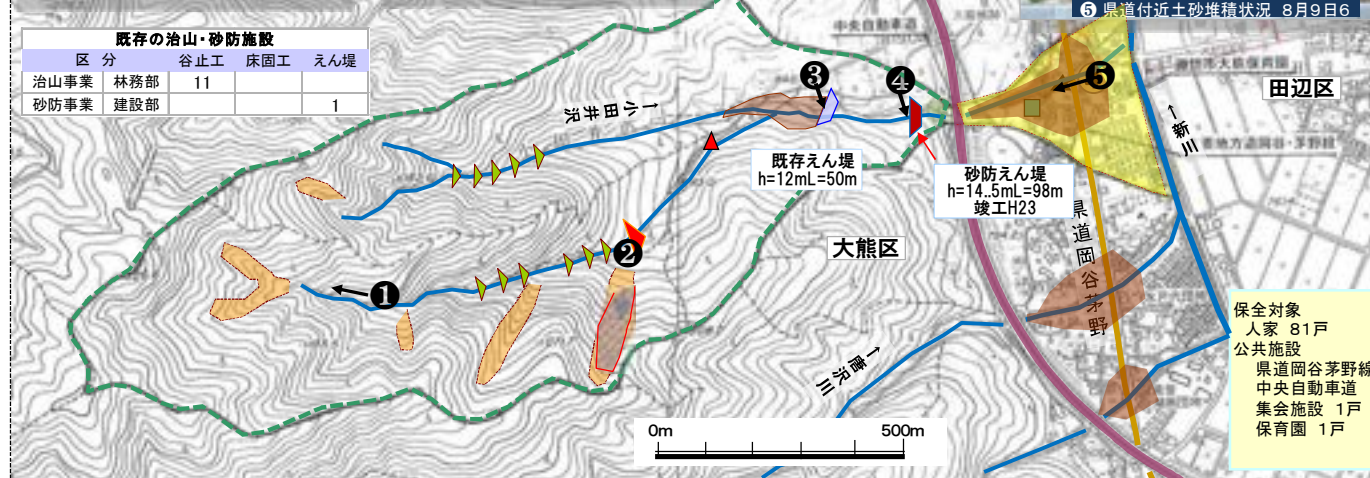 ❺ 県道付近土砂堆積状況 8月9日6
既存の治山・砂防施設
区 分 谷止工 床固工 えん堤
治山事業 林務部 11
砂防事業 建設部 1
中央自動車道
❸
❹
❺
田辺区
←小田井沢
←新川
既存えん堤
h=12mL=50m
砂防えん堤
h=14..5mL=98m
竣工H23
県道岡谷茅野
❷
大熊区
❶
←唐沢川
保全対象
人家 81戸
公共施設
県道岡谷茅野線
中央自動車道
集会施設 1戸
保育園 1戸
0m 500m